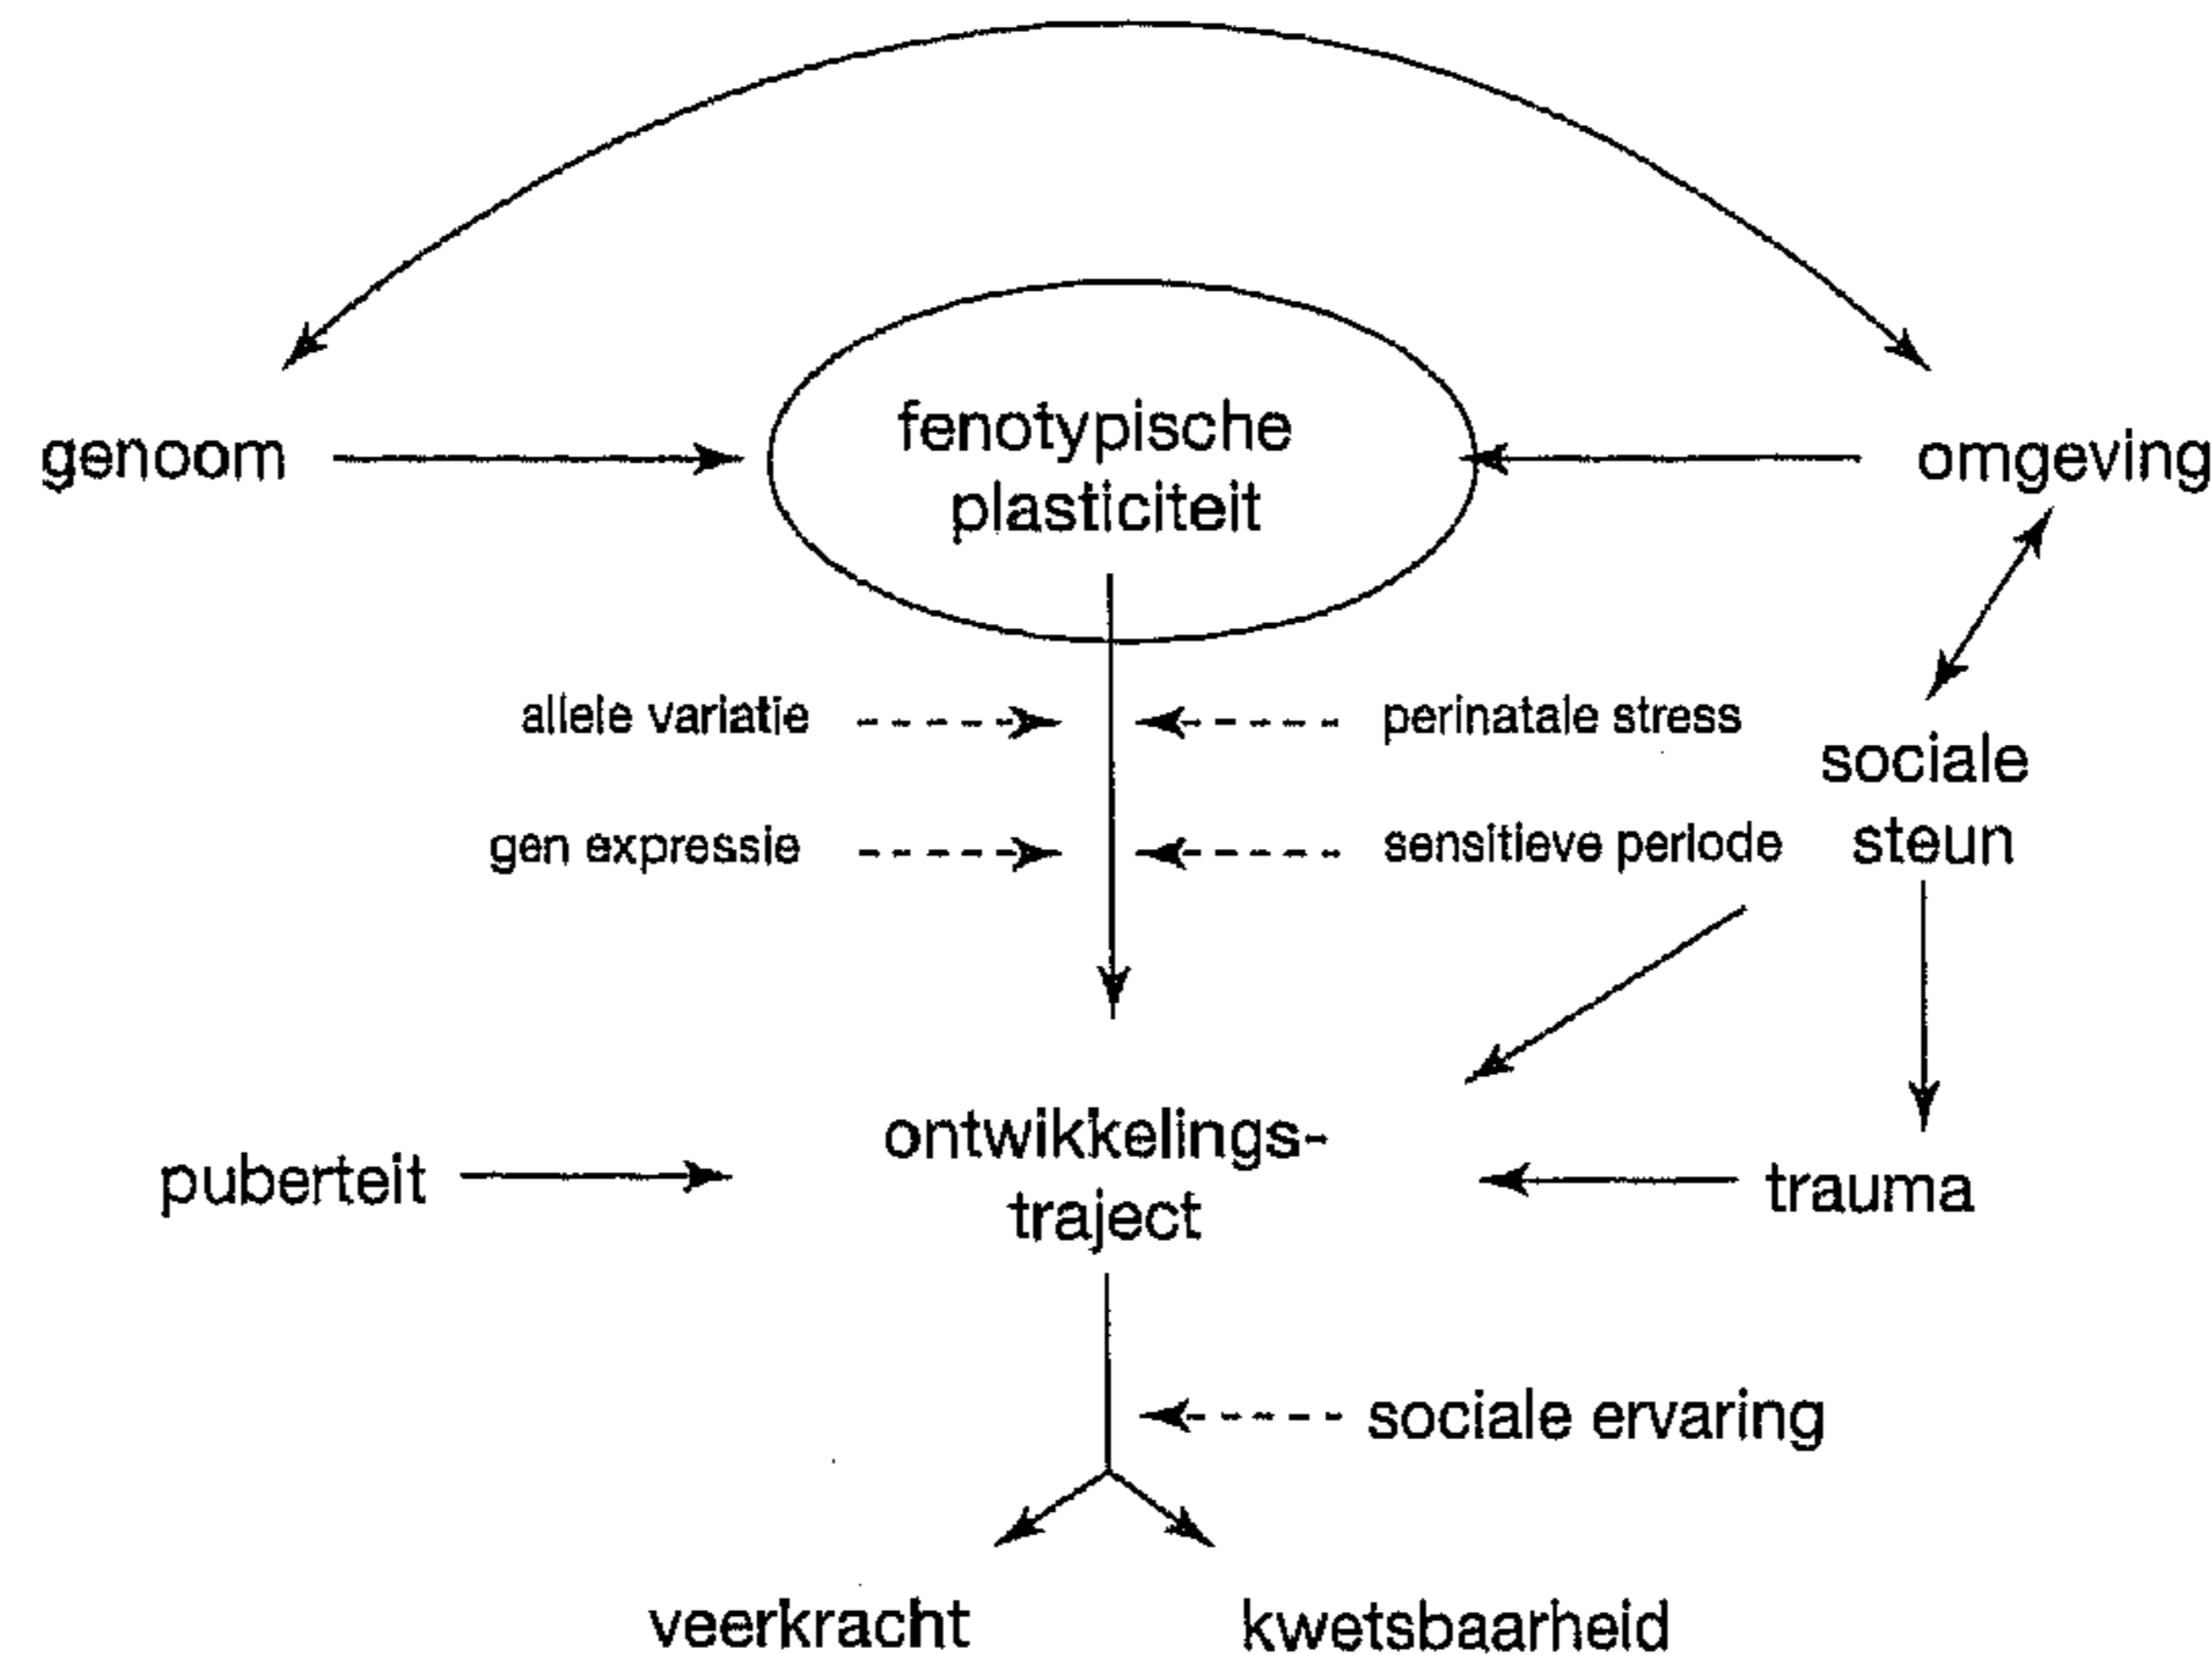 genoom
fenotypische
plasticiteit
omgeving
allele variatie
perinatale stress
sociale
steun
gen expressie
sensitieve periode
puberteit
ontwikkelings-
traject
trauma
sociale ervaring
veerkracht
kwetsbaarheid